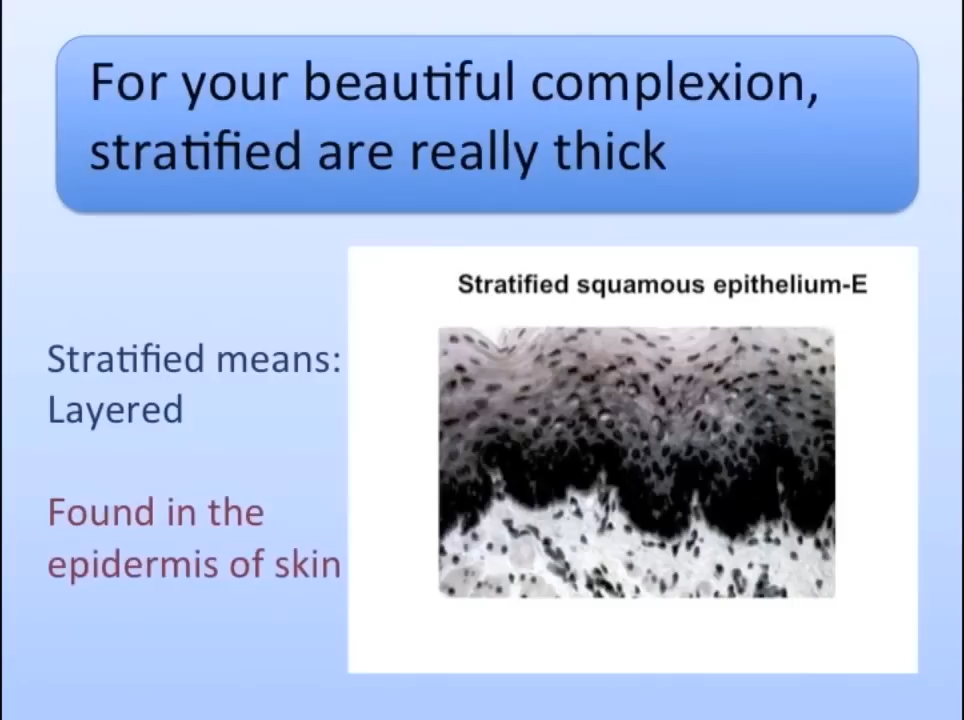 For your beautiful complexion,
stratified are really thick
Stratified squamous epithelium-E
Stratified means:
Layered
Found in the
epidermis of skin